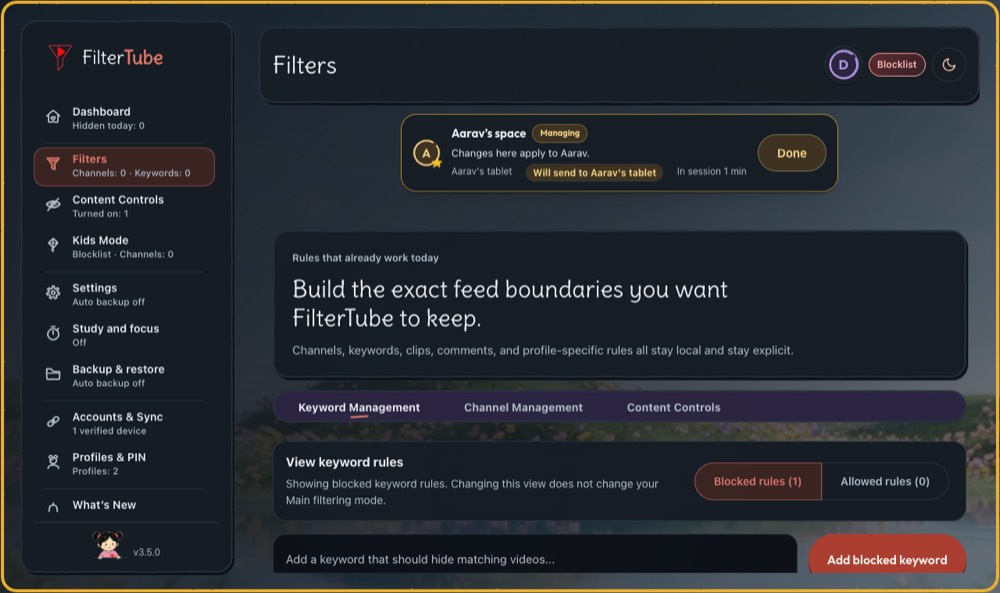 FilterTube
Dashboard
Hidden today: 0
Filters
Channels: 0 · Keywords: 0
Content Controls
Turned on: 1
Kids Mode
Blocklist · Channels: 0
Settings
Auto backup off
Study and focus
Off
Backup & restore
Auto backup off
Accounts & Sync
1 verified device
Profiles & PIN
Profiles: 2
What's New
v3.5.0
Filters
D
Blocklist
A
Aarav's space Managing
Changes here apply to Aarav.
Aarav's tablet Will send to Aarav's tablet In session 1 min
Done
Rules that already work today
Build the exact feed boundaries you want
FilterTube to keep.
Channels, keywords, clips, comments, and profile-specific rules all stay local and stay explicit.
Keyword Management Channel Management Content Controls
View keyword rules
Showing blocked keyword rules. Changing this view does not change your
Main filtering mode.
Blocked rules (1) Allowed rules (0)
Add a keyword that should hide matching videos...
Add blocked keyword